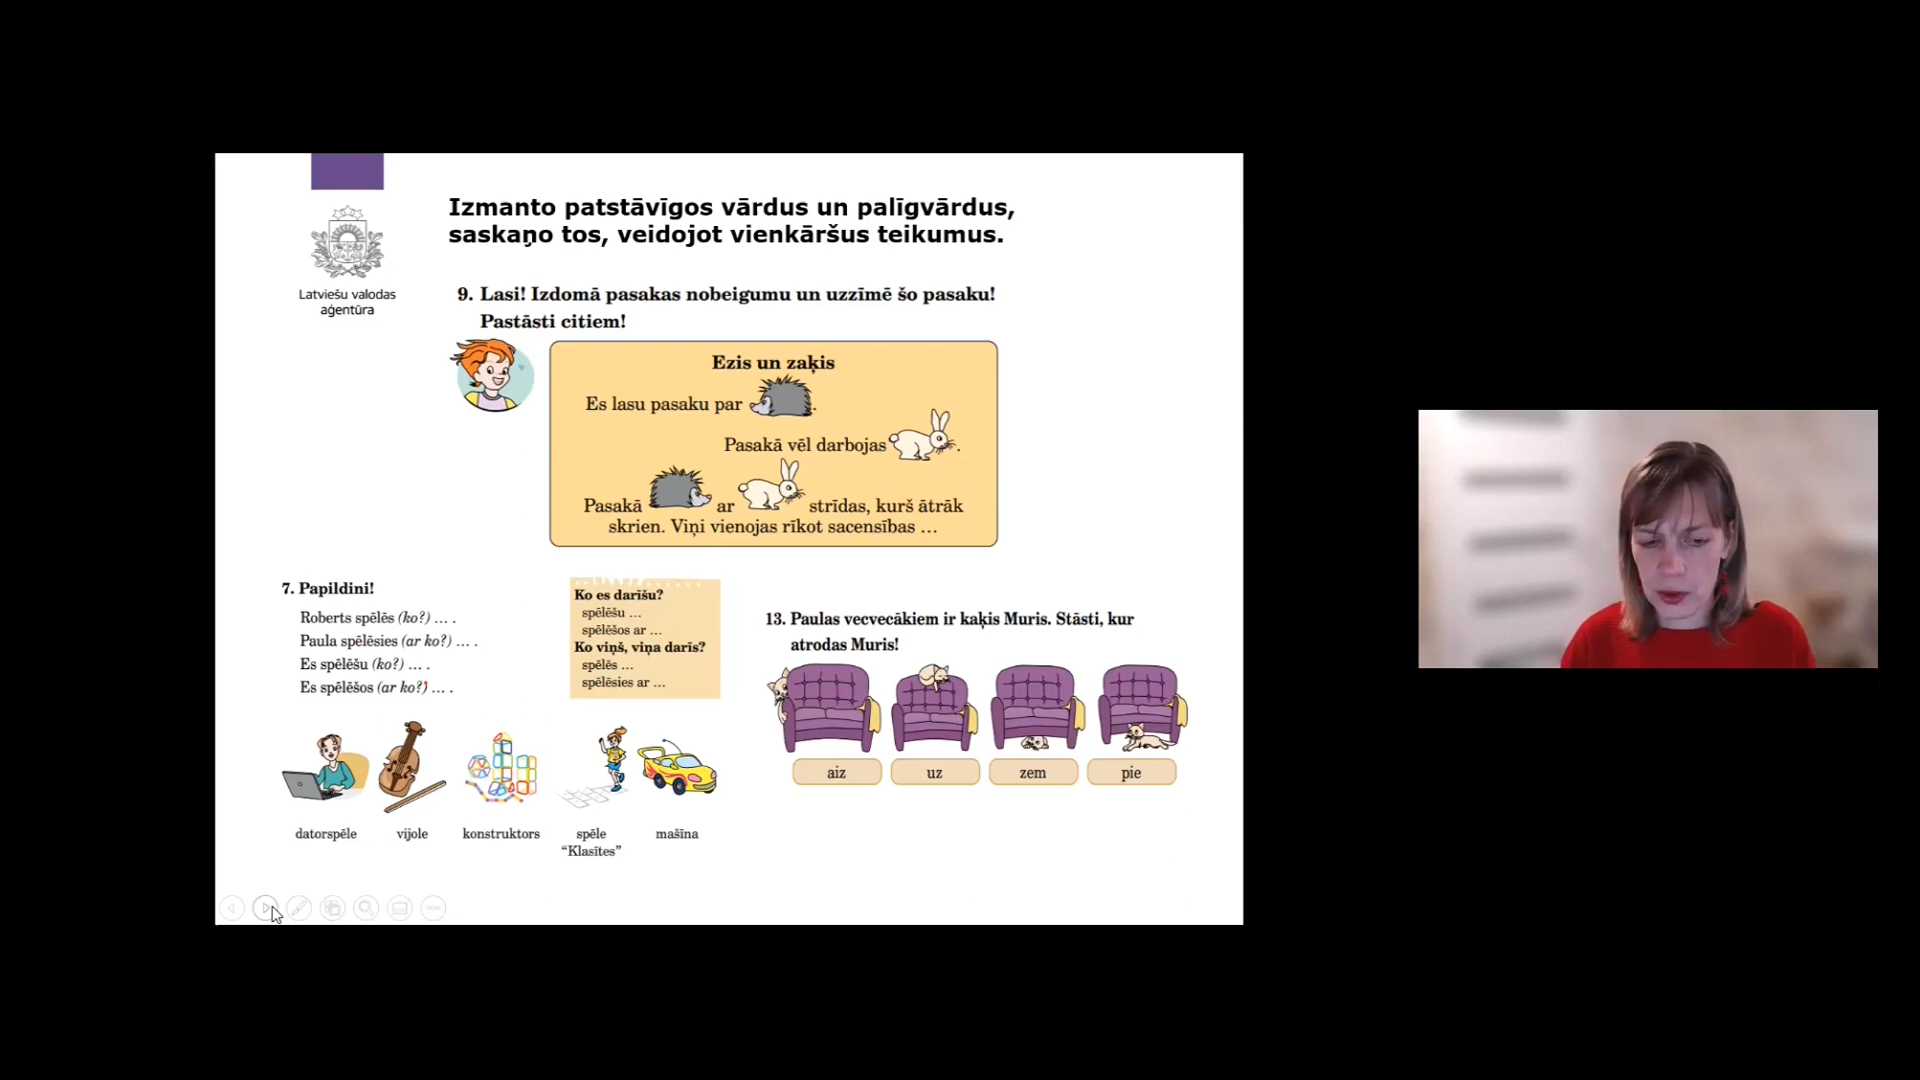 Izmanto patstāvīgos vārdus un palīgvārdus,
saskaņo tos, veidojot vienkāršus teikumus.
Latviešu valodas
aģentūra
9. Lasi! Izdomā pasakas nobeigumu un uzzīmē šo pasaku!
Pastāsti citiem!
Ezis un zaķis
Es lasu pasaku par .
Pasakā vēl darbojas .
Pasakā ar strīdas, kurš ātrāk
skrien. Viņi vienojas rīkot sacensības ...
7. Papildini!
Roberts spēlēs (ko?) ... .
Paula spēlēsies (ar ko?) ... .
Es spēlēšu (ko?) ... .
Es spēlēšos (ar ko?) ... .
Ko es darīšu?
spēlēšu ...
spēlēšos ar ...
Ko viņš, viņa darīs?
spēlēs ...
spēlēsies ar ...
datorspēle
vijole
konstruktors
spēle
“Klasītes”
mašīna
13. Paulas vecvecākiem ir kaķis Muris. Stāsti, kur
atrodas Muris!
aiz
uz
zem
pie